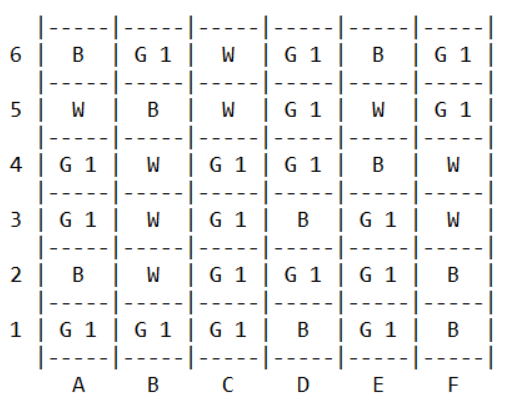 |-----|-----|-----|-----|-----|-----|
6 | B | G 1 | W | G 1 | B | G 1 |
|-----|-----|-----|-----|-----|-----|
5 | W | B | W | G 1 | W | G 1 |
|-----|-----|-----|-----|-----|-----|
4 | G 1 | W | G 1 | G 1 | B | W |
|-----|-----|-----|-----|-----|-----|
3 | G 1 | W | G 1 | B | G 1 | W |
|-----|-----|-----|-----|-----|-----|
2 | B | W | G 1 | G 1 | G 1 | B |
|-----|-----|-----|-----|-----|-----|
1 | G 1 | G 1 | G 1 | B | G 1 | B |
|-----|-----|-----|-----|-----|-----|
A B C D E F